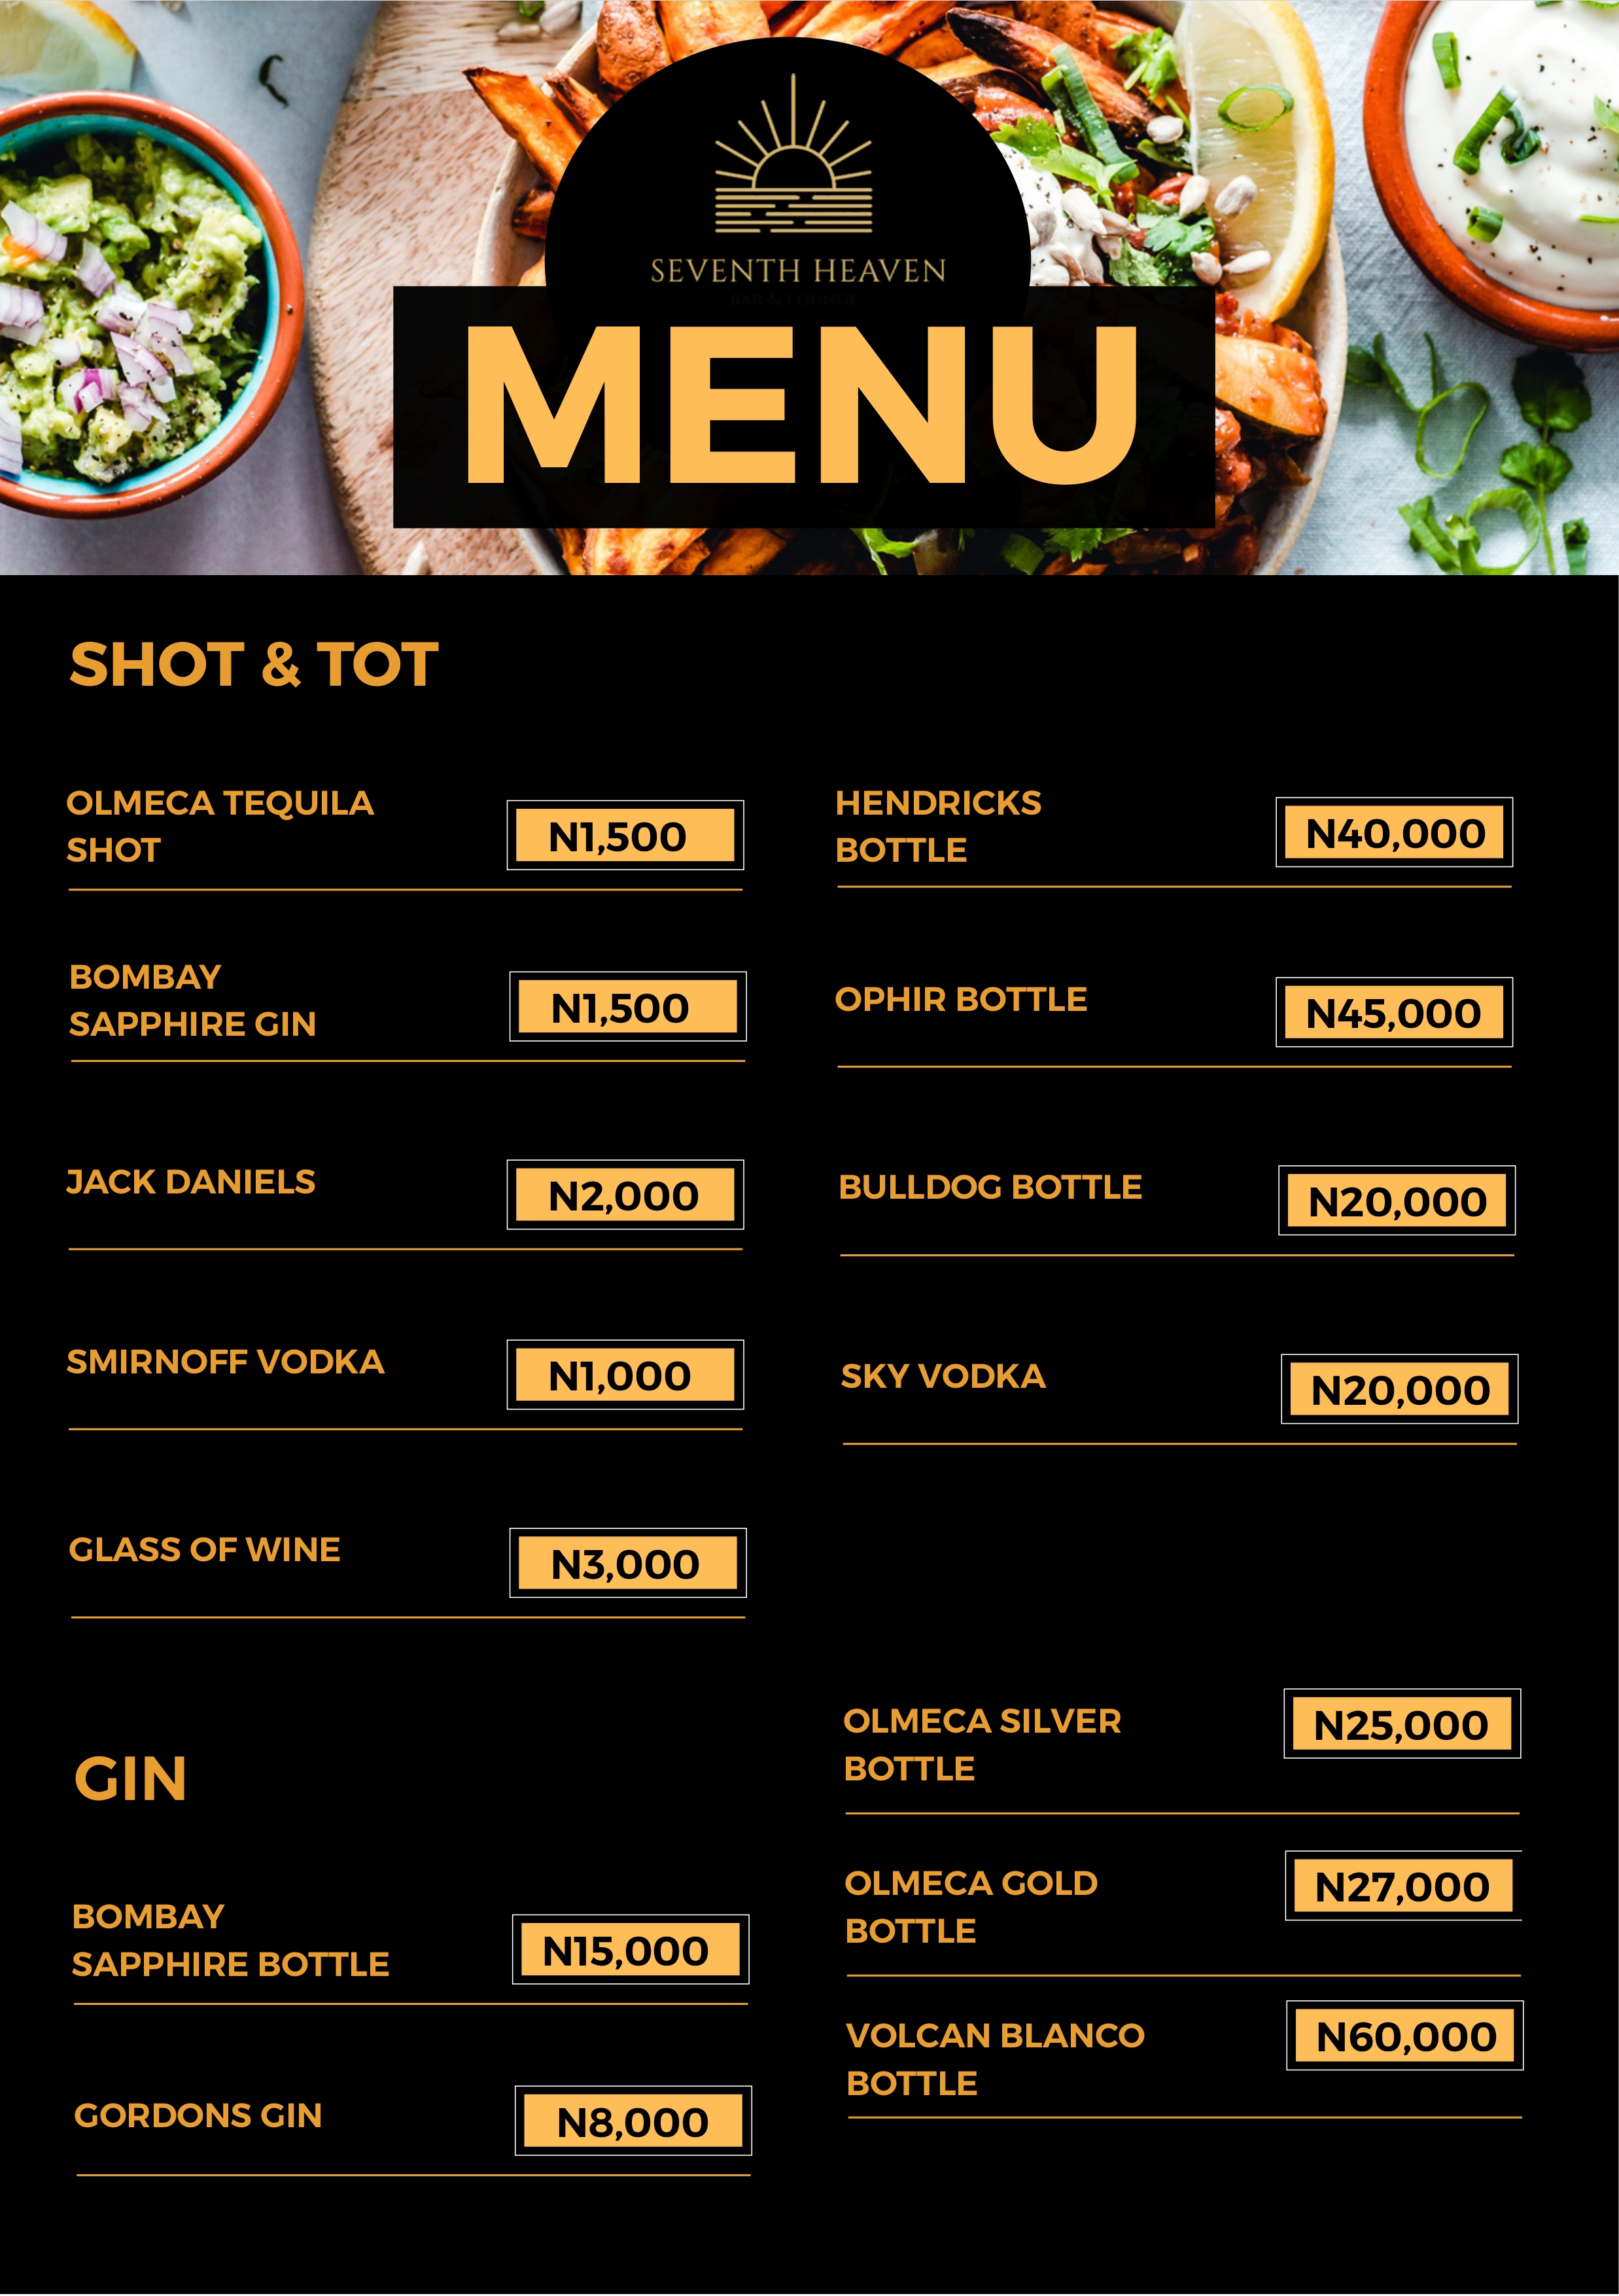 SEVENTH HEAVEN
BAR & LOUNGE
MENU
SHOT & TOT
OLMECA TEQUILA
SHOT
N1,500
BOMBAY
SAPPHIRE GIN
N1,500
JACK DANIELS
N2,000
SMIRNOFF VODKA
N1,000
GLASS OF WINE
N3,000
GIN
BOMBAY
SAPPHIRE BOTTLE
N15,000
GORDONS GIN
N8,000
HENDRICKS
BOTTLE
N40,000
OPHIR BOTTLE
N45,000
BULLDOG BOTTLE
N20,000
SKY VODKA
N20,000
OLMECA SILVER
BOTTLE
N25,000
OLMECA GOLD
BOTTLE
N27,000
VOLCAN BLANCO
BOTTLE
N60,000